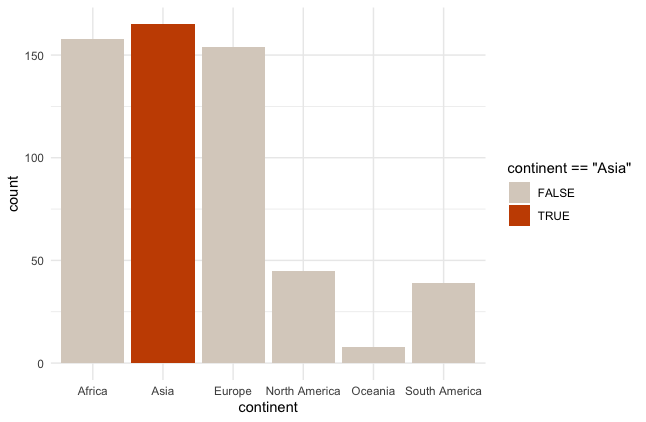 150
100
50
0
count
Africa
Asia
Europe
North America
Oceania
South America
continent
continent == "Asia"
FALSE
TRUE